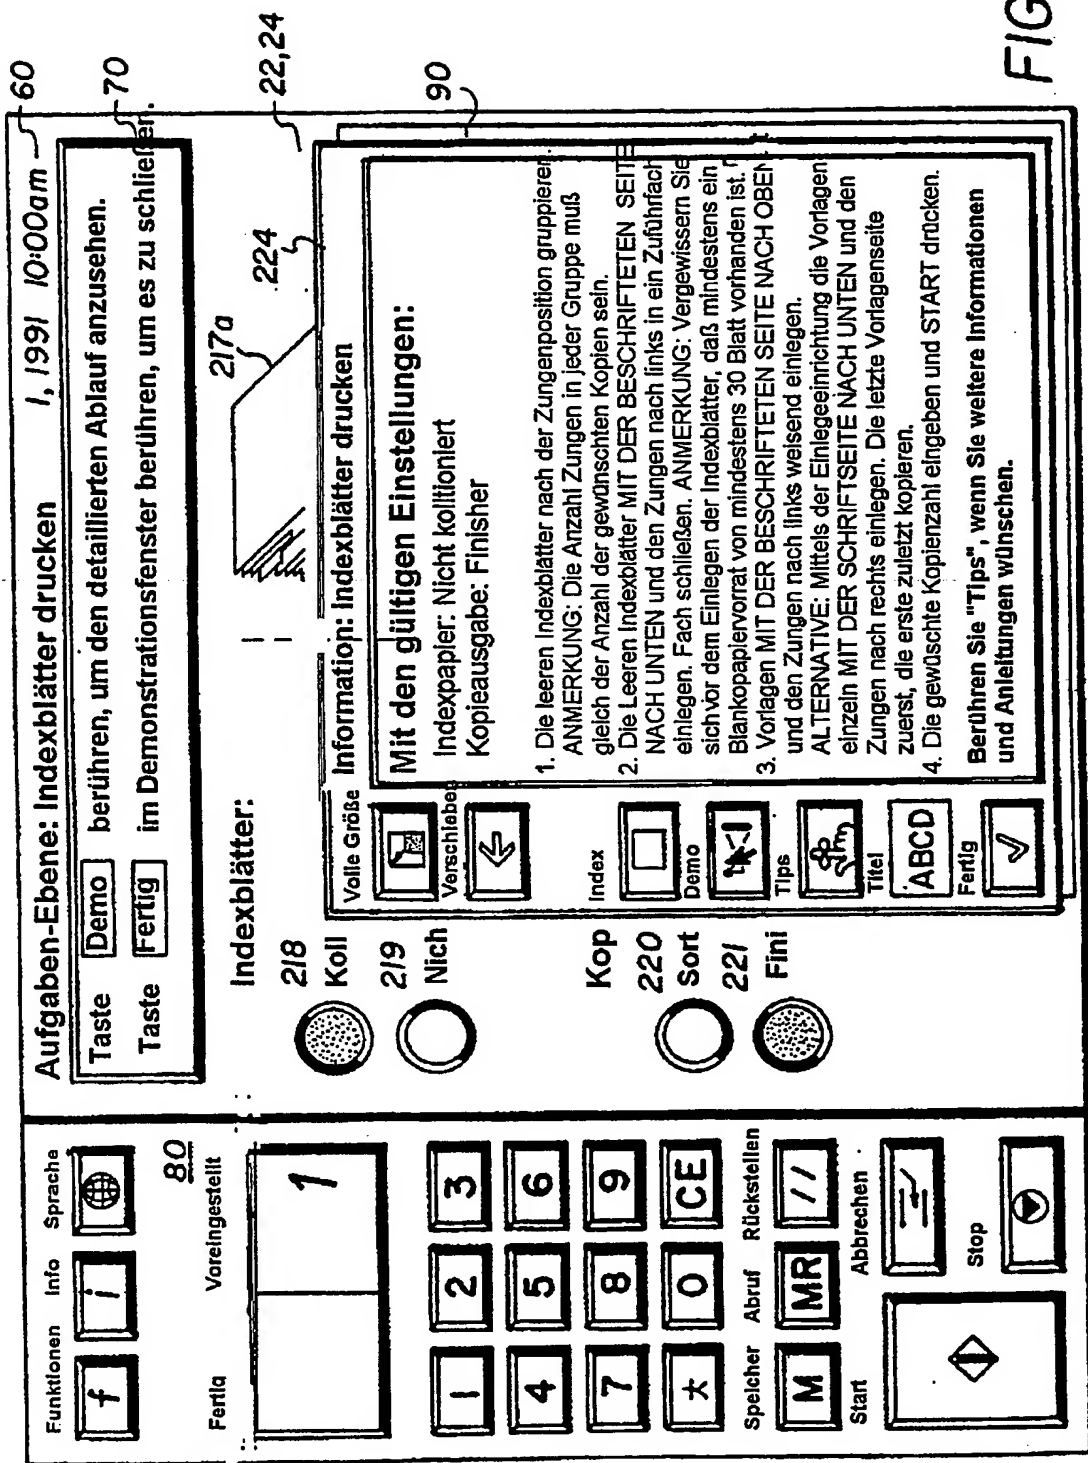 Aufgaben-Ebene: Indexblätter drucken 1, 1991 10:00am 60
Taste Demo berühren, um den detaillierten Ablauf anzusehen.
Taste Fertig im Demonstrationsfenster berühren, um es zu schließen. 70
Funktionen Info Sprache
f i
80
Fertig Voreingestellt
1
1 2 3
4 5 6
7 8 9
* 0 CE
Speicher Abruf Rückstellen
M MR //
Start Abbrechen
Stop
Indexblätter:
217a
22,24
224
90
218
Koll
219
Nich
Kop
220
Sort
221
Fini
Volle Größe
Verschieben
Index
Demo
Tips
Titel
ABCD
Fertig
Information: Indexblätter drucken
Mit den gültigen Einstellungen:
Indexpapier: Nicht kolltioniert
Kopieausgabe: Finisher
1. Die leeren Indexblätter nach der Zungenposition gruppieren.
ANMERKUNG: Die Anzahl Zungen in jeder Gruppe muß
gleich der Anzahl der gewünschten Kopien sein.
2. Die Leeren Indexblätter MIT DER BESCHRIFTETEN SEITE
NACH UNTEN und den Zungen nach links in ein Zuführfach
einlegen. Fach schließen. ANMERKUNG: Vergewissern Sie
sich vor dem Einlegen der Indexblätter, daß mindestens ein
Blankopapiervorrat von mindestens 30 Blatt vorhanden ist.
3. Vorlagen MIT DER BESCHRIFTETEN SEITE NACH OBEN
und den Zungen nach links weisend einlegen.
ALTERNATIVE: Mittels der Einlegeeinrichtung die Vorlagen
einzeln MIT DER SCHRIFTSEITE NACH UNTEN und den
Zungen nach rechts einlegen. Die letzte Vorlagenseite
zuerst, die erste zuletzt kopieren.
4. Die gewüschte Kopienzahl eingeben und START drücken.
Berühren Sie "Tips", wenn Sie weitere Informationen
und Anleitungen wünschen.
FIG